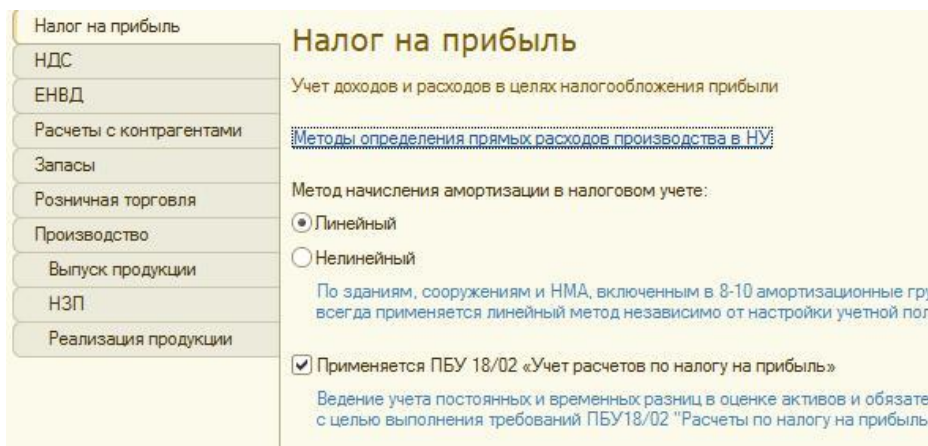 Налог на прибыль
НДС
ЕНВД
Расчеты с контрагентами
Запасы
Розничная торговля
Производство
Выпуск продукции
НЗП
Реализация продукции
Налог на прибыль
Учет доходов и расходов в целях налогообложения прибыли
Методы определения прямых расходов производства в НУ
Метод начисления амортизации в налоговом учете:
Линейный
Нелинейный
По зданиям, сооружениям и НМА, включенным в 8-10 амортизационные гру
всегда применяется линейный метод независимо от настройки учетной пол
Применяется ПБУ 18/02 «Учет расчетов по налогу на прибыль»
Ведение учета постоянных и временных разниц в оценке активов и обязате
с целью выполнения требований ПБУ18/02 "Расчеты по налогу на прибыль